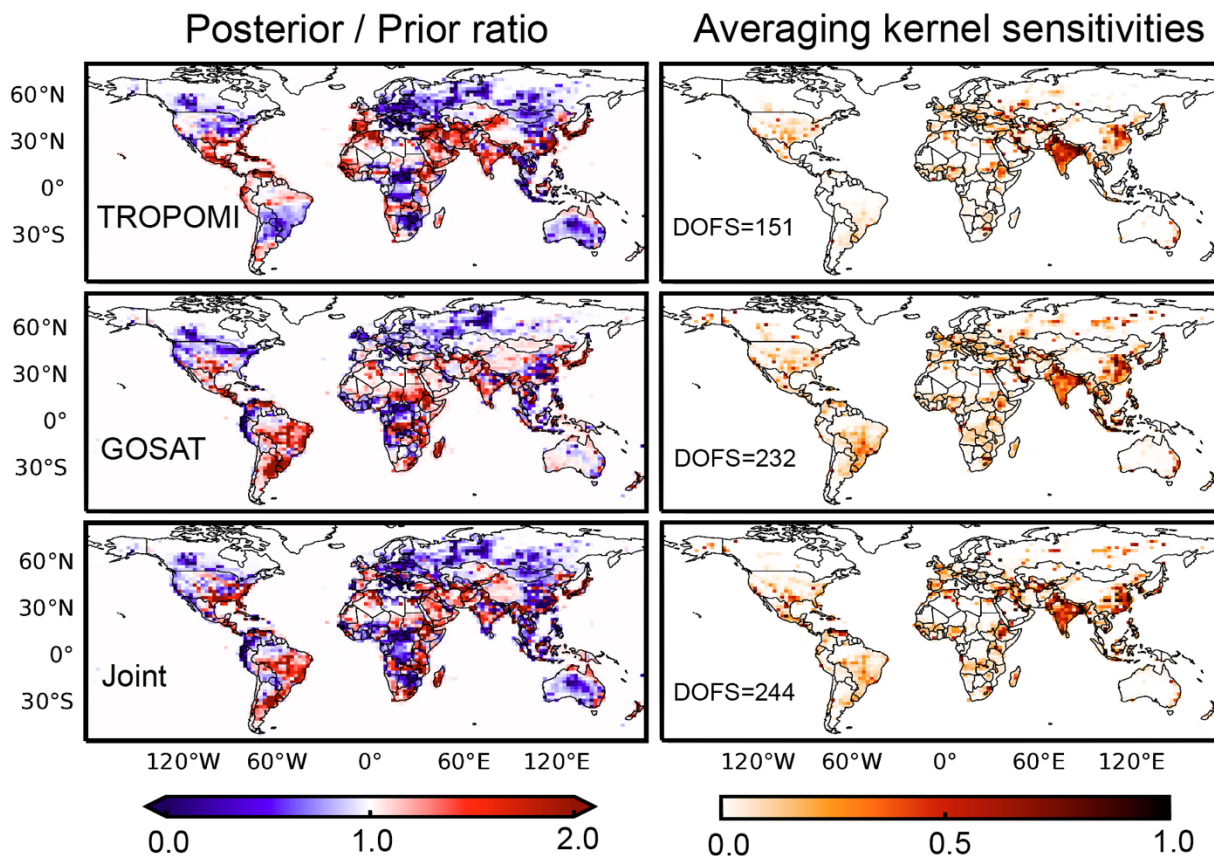 Posterior / Prior ratio
Averaging kernel sensitivities
60°N
30°N
0°
30°S
TROPOMI
DOFS=151
60°N
30°N
0°
30°S
GOSAT
DOFS=232
60°N
30°N
0°
30°S
Joint
DOFS=244
120°W 60°W 0° 60°E 120°E
120°W 60°W 0° 60°E 120°E
0.0 1.0 2.0
0.0 0.5 1.0